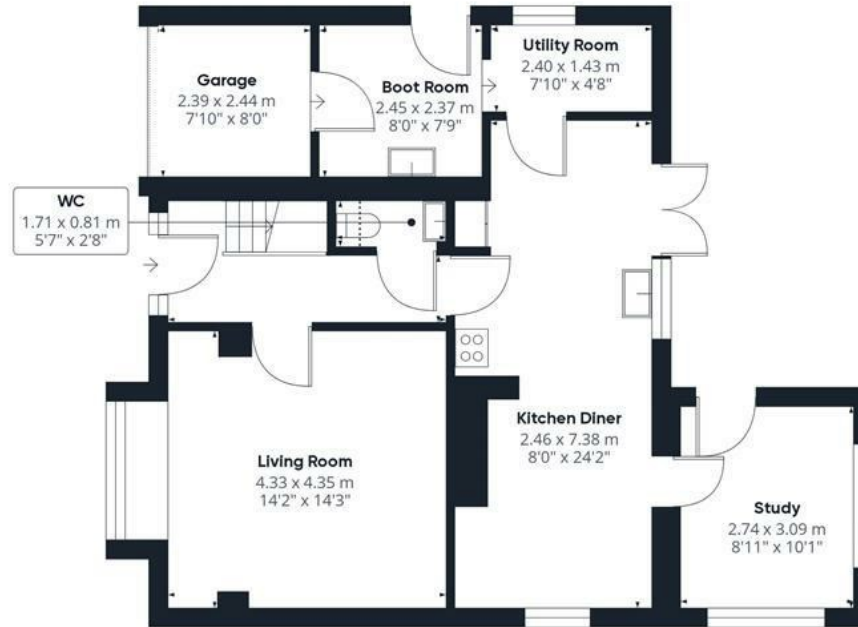 Garage
2.39 x 2.44 m
7'10" x 8'0"
Boot Room
2.45 x 2.37 m
8'0" x 7'9"
Utility Room
2.40 x 1.43 m
7'10" x 4'8"
WC
1.71 x 0.81 m
5'7" x 2'8"
Living Room
4.33 x 4.35 m
14'2" x 14'3"
Kitchen Diner
2.46 x 7.38 m
8'0" x 24'2"
Study
2.74 x 3.09 m
8'11" x 10'1"